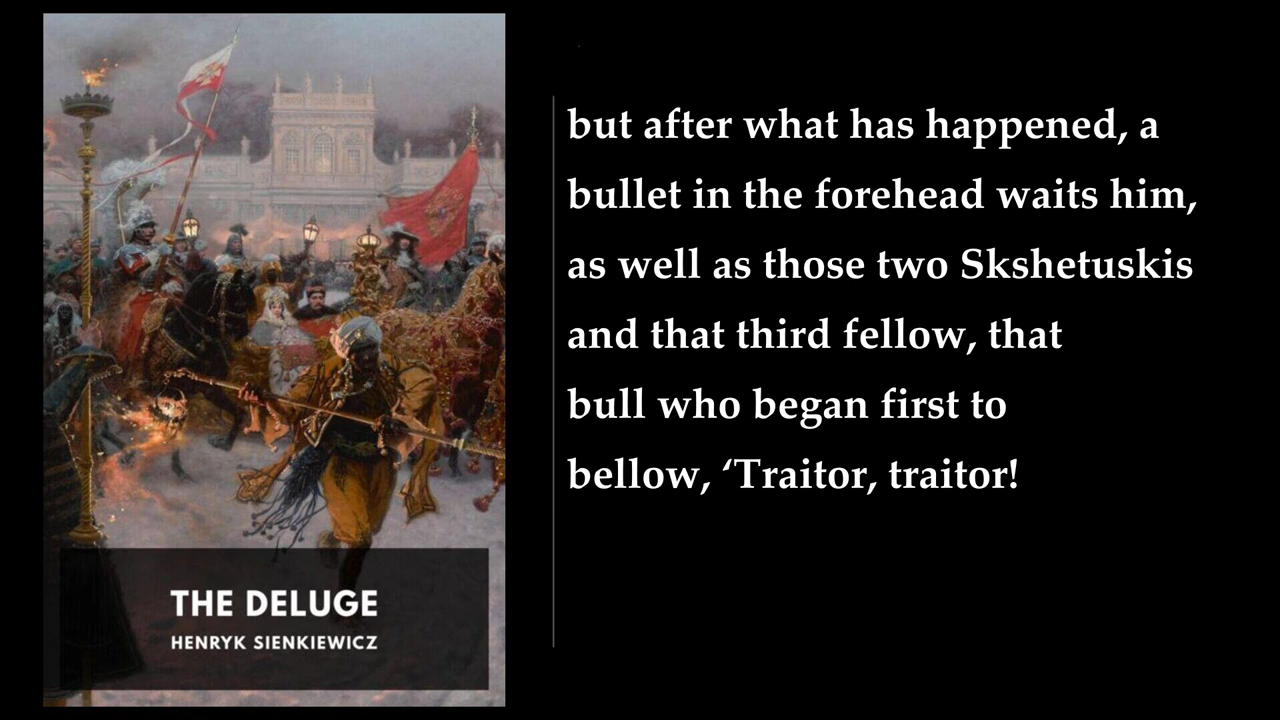 THE DELUGE
HENRYK SIENKIEWICZ
but after what has happened, a
bullet in the forehead waits him,
as well as those two Skshetuskis
and that third fellow, that
bull who began first to
bellow, ‘Traitor, traitor!